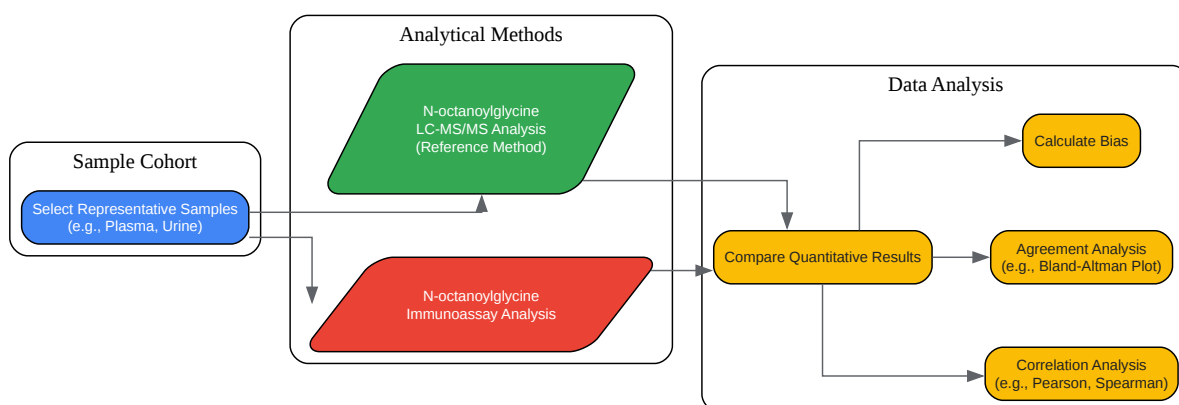 Sample Cohort
Select Representative Samples
(e.g., Plasma, Urine)
Analytical Methods
N-octanoylglycine
LC-MS/MS Analysis
(Reference Method)
N-octanoylglycine
Immunoassay Analysis
Data Analysis
Compare Quantitative Results
Calculate Bias
Agreement Analysis
(e.g., Bland-Altman Plot)
Correlation Analysis
(e.g., Pearson, Spearman)